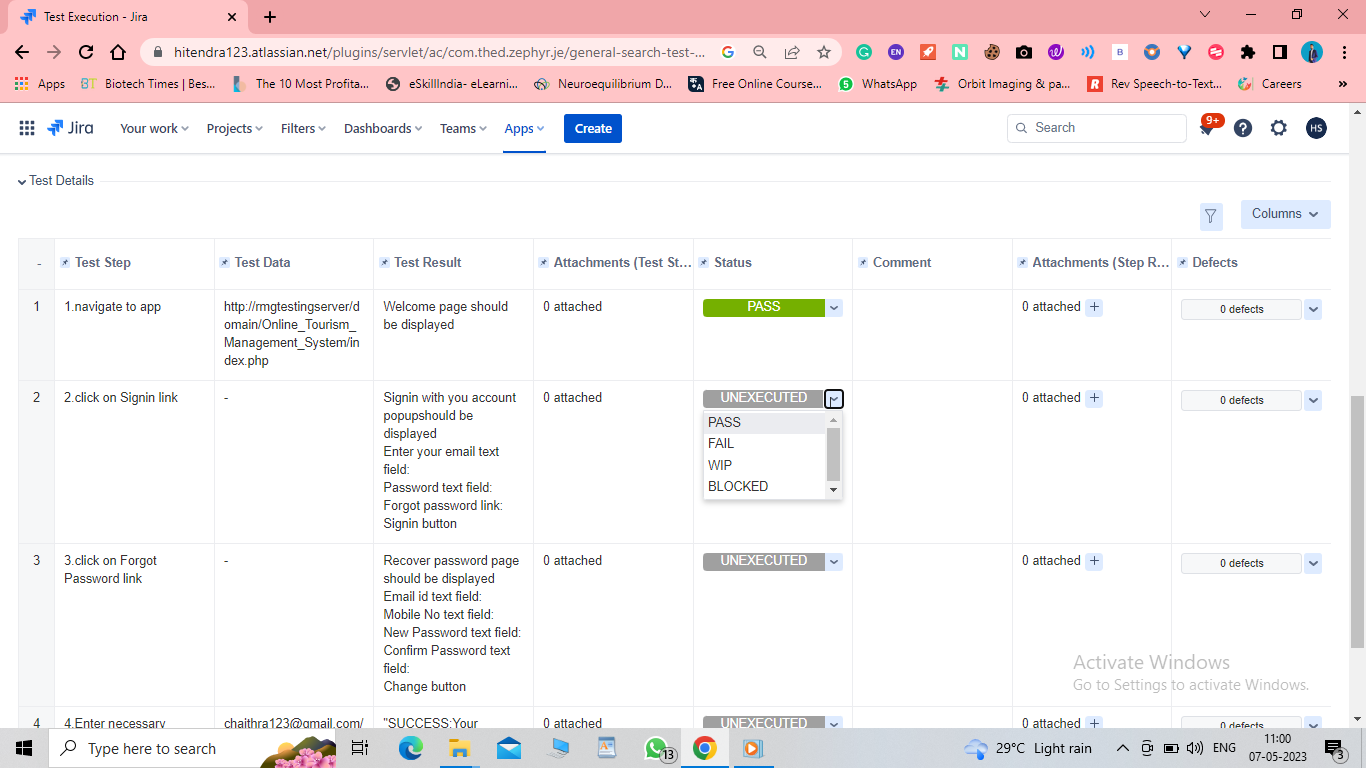 Test Execution - Jira
hitendra123.atlassian.net/plugins/servlet/ac/com.thed.zephyr.je/general-search-test-...
Apps
Biotech Times | Bes...
The 10 Most Profita...
eSkillIndia- eLearni...
Neuroequilibrium D...
Free Online Course...
WhatsApp
Orbit Imaging & pa...
Rev Speech-to-Text...
Careers
»
Jira
Your work
Projects
Filters
Dashboards
Teams
Apps
Create
Search
9+
HS
Test Details
Columns
-
Test Step
Test Data
Test Result
Attachments (Test St...
Status
Comment
Attachments (Step R...
Defects
1
1.navigate to app
http://rmgtestingserver/d
omain/Online_Tourism_
Management_System/in
dex.php
Welcome page should
be displayed
0 attached
PASS
0 attached
0 defects
2
2.click on Signin link
-
Signin with you account
popupshould be
displayed
Enter your email text
field:
Password text field:
Forgot password link:
Signin button
0 attached
UNEXECUTED
PASS
FAIL
WIP
BLOCKED
0 attached
0 defects
3
3.click on Forgot
Password link
-
Recover password page
should be displayed
Email id text field:
Mobile No text field:
New Password text field:
Confirm Password text
field:
Change button
0 attached
UNEXECUTED
0 attached
0 defects
4
4.Enter necessary
chaithra123@gmail.com/
"SUCCESS:Your
0 attached
UNEXECUTED
0 attached
0 defects
Activate Windows
Go to Settings to activate Windows.
Type here to search
13
29°C Light rain
ENG
11:00
07-05-2023
3